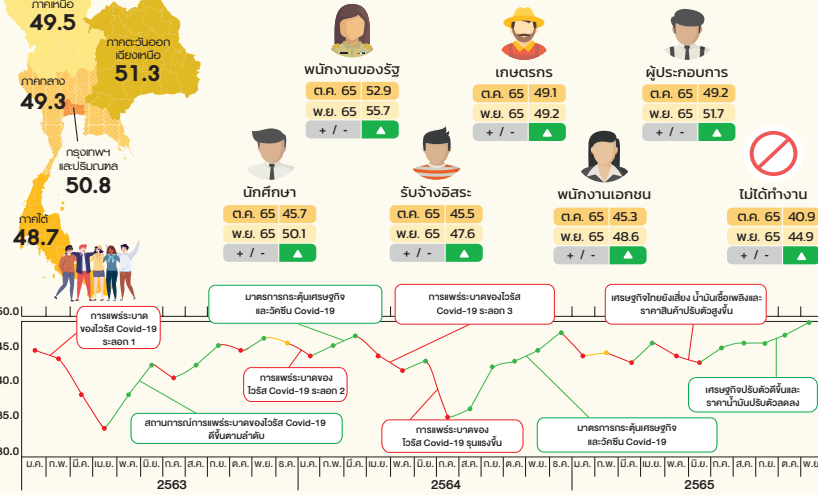 ภาคเหนือ
49.5
ภาคตะวันออก
เฉียงเหนือ
51.3
ภาคกลาง
49.3
กรุงเทพฯ
และปริมณฑล
50.8
ภาคใต้
48.7
พนักงานของรัฐ
ต.ค. 65 52.9
พ.ย. 65 55.7
+ / - ▲
เกษตรกร
ต.ค. 65 49.1
พ.ย. 65 49.2
+ / - ▲
ผู้ประกอบการ
ต.ค. 65 49.2
พ.ย. 65 51.7
+ / - ▲
นักศึกษา
ต.ค. 65 45.7
พ.ย. 65 50.1
+ / - ▲
รับจ้างอิสระ
ต.ค. 65 45.5
พ.ย. 65 47.6
+ / - ▲
พนักงานเอกชน
ต.ค. 65 45.3
พ.ย. 65 48.6
+ / - ▲
ไม่ได้ทำงาน
ต.ค. 65 40.9
พ.ย. 65 44.9
+ / - ▲
50.0
45.0
40.0
35.0
30.0
การแพร่ระบาด
ของไวรัส Covid-19
ระลอก 1
มาตรการกระตุ้นเศรษฐกิจ
และวัคซีน Covid-19
การแพร่ระบาดของไวรัส
Covid-19 ระลอก 3
เศรษฐกิจไทยยังเสี่ยง น้ำมันเชื้อเพลิงและ
ราคาสินค้าปรับตัวสูงขึ้น
การแพร่ระบาดของ
ไวรัส Covid-19 ระลอก 2
สถานการณ์การแพร่ระบาดของไวรัส Covid-19
ดีขึ้นตามลำดับ
การแพร่ระบาดของ
ไวรัส Covid-19 รุนแรงขึ้น
มาตรการกระตุ้นเศรษฐกิจ
และวัคซีน Covid-19
เศรษฐกิจปรับตัวดีขึ้นและ
ราคาน้ำมันปรับตัวลดลง
ม.ค. ก.พ. มี.ค. เม.ย. พ.ค. มิ.ย. ก.ค. ส.ค. ก.ย. ต.ค. พ.ย. ธ.ค. ม.ค. ก.พ. มี.ค. เม.ย. พ.ค. มิ.ย. ก.ค. ส.ค. ก.ย. ต.ค. พ.ย. ธ.ค. ม.ค. ก.พ. มี.ค. เม.ย. พ.ค. มิ.ย. ก.ค. ส.ค. ก.ย. ต.ค. พ.ย.
2563 2564 2565